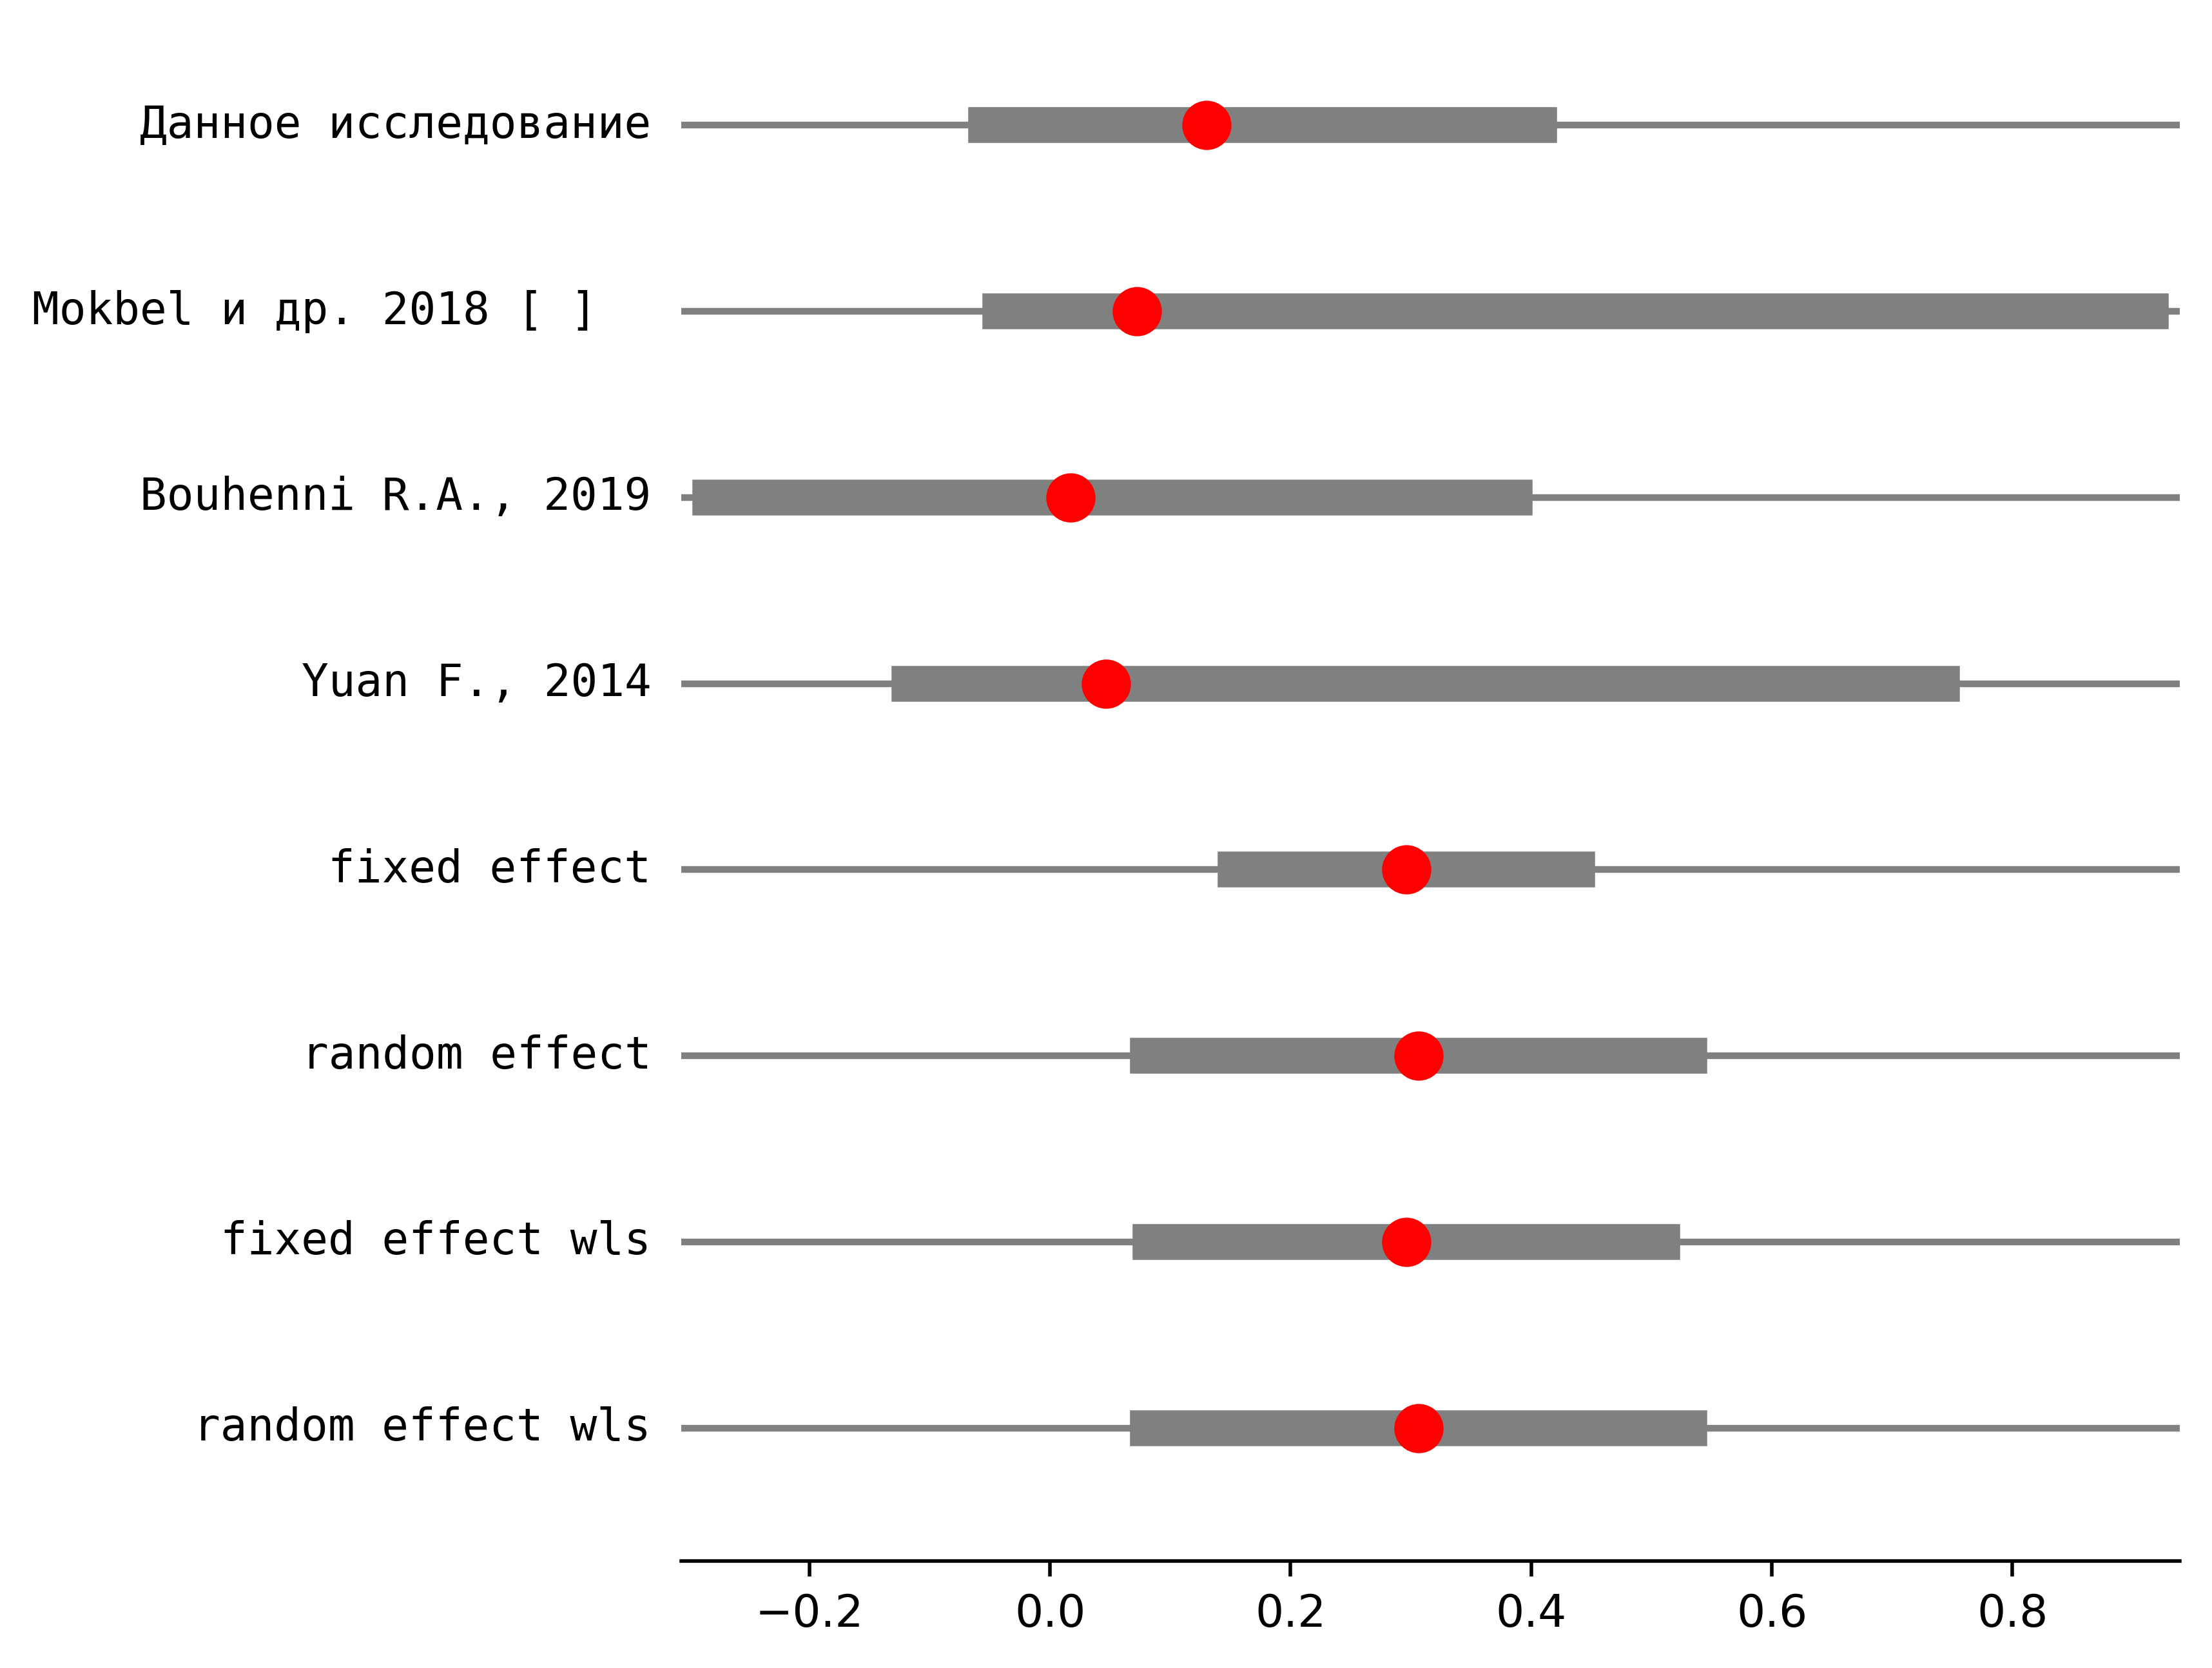 Данное исследование
Mokbel и др. 2018 [ ]
Bouhenni R.A., 2019
Yuan F., 2014
fixed effect
random effect
fixed effect wls
random effect wls
−0.2 0.0 0.2 0.4 0.6 0.8